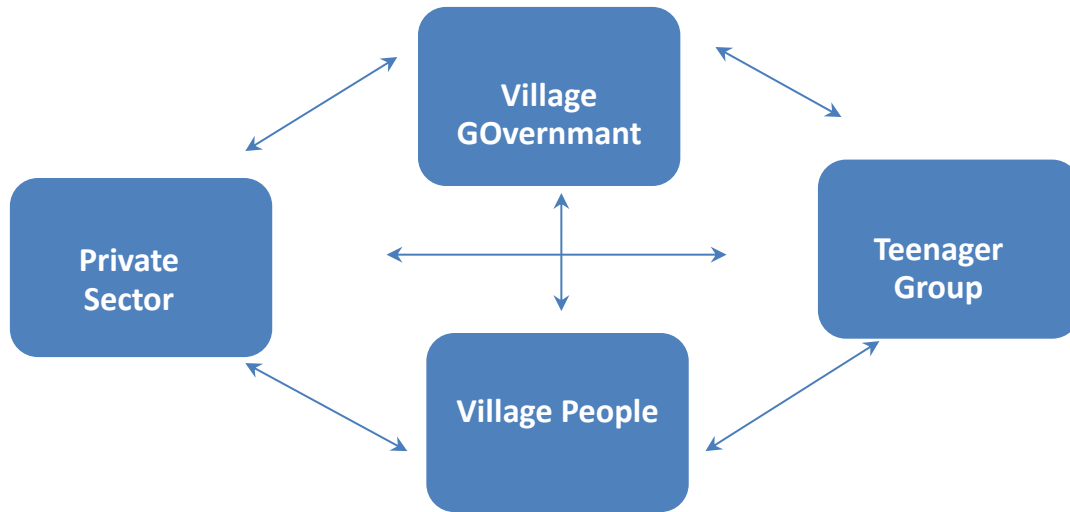 Village
GOvernmant
Private
Sector
Teenager
Group
Village People